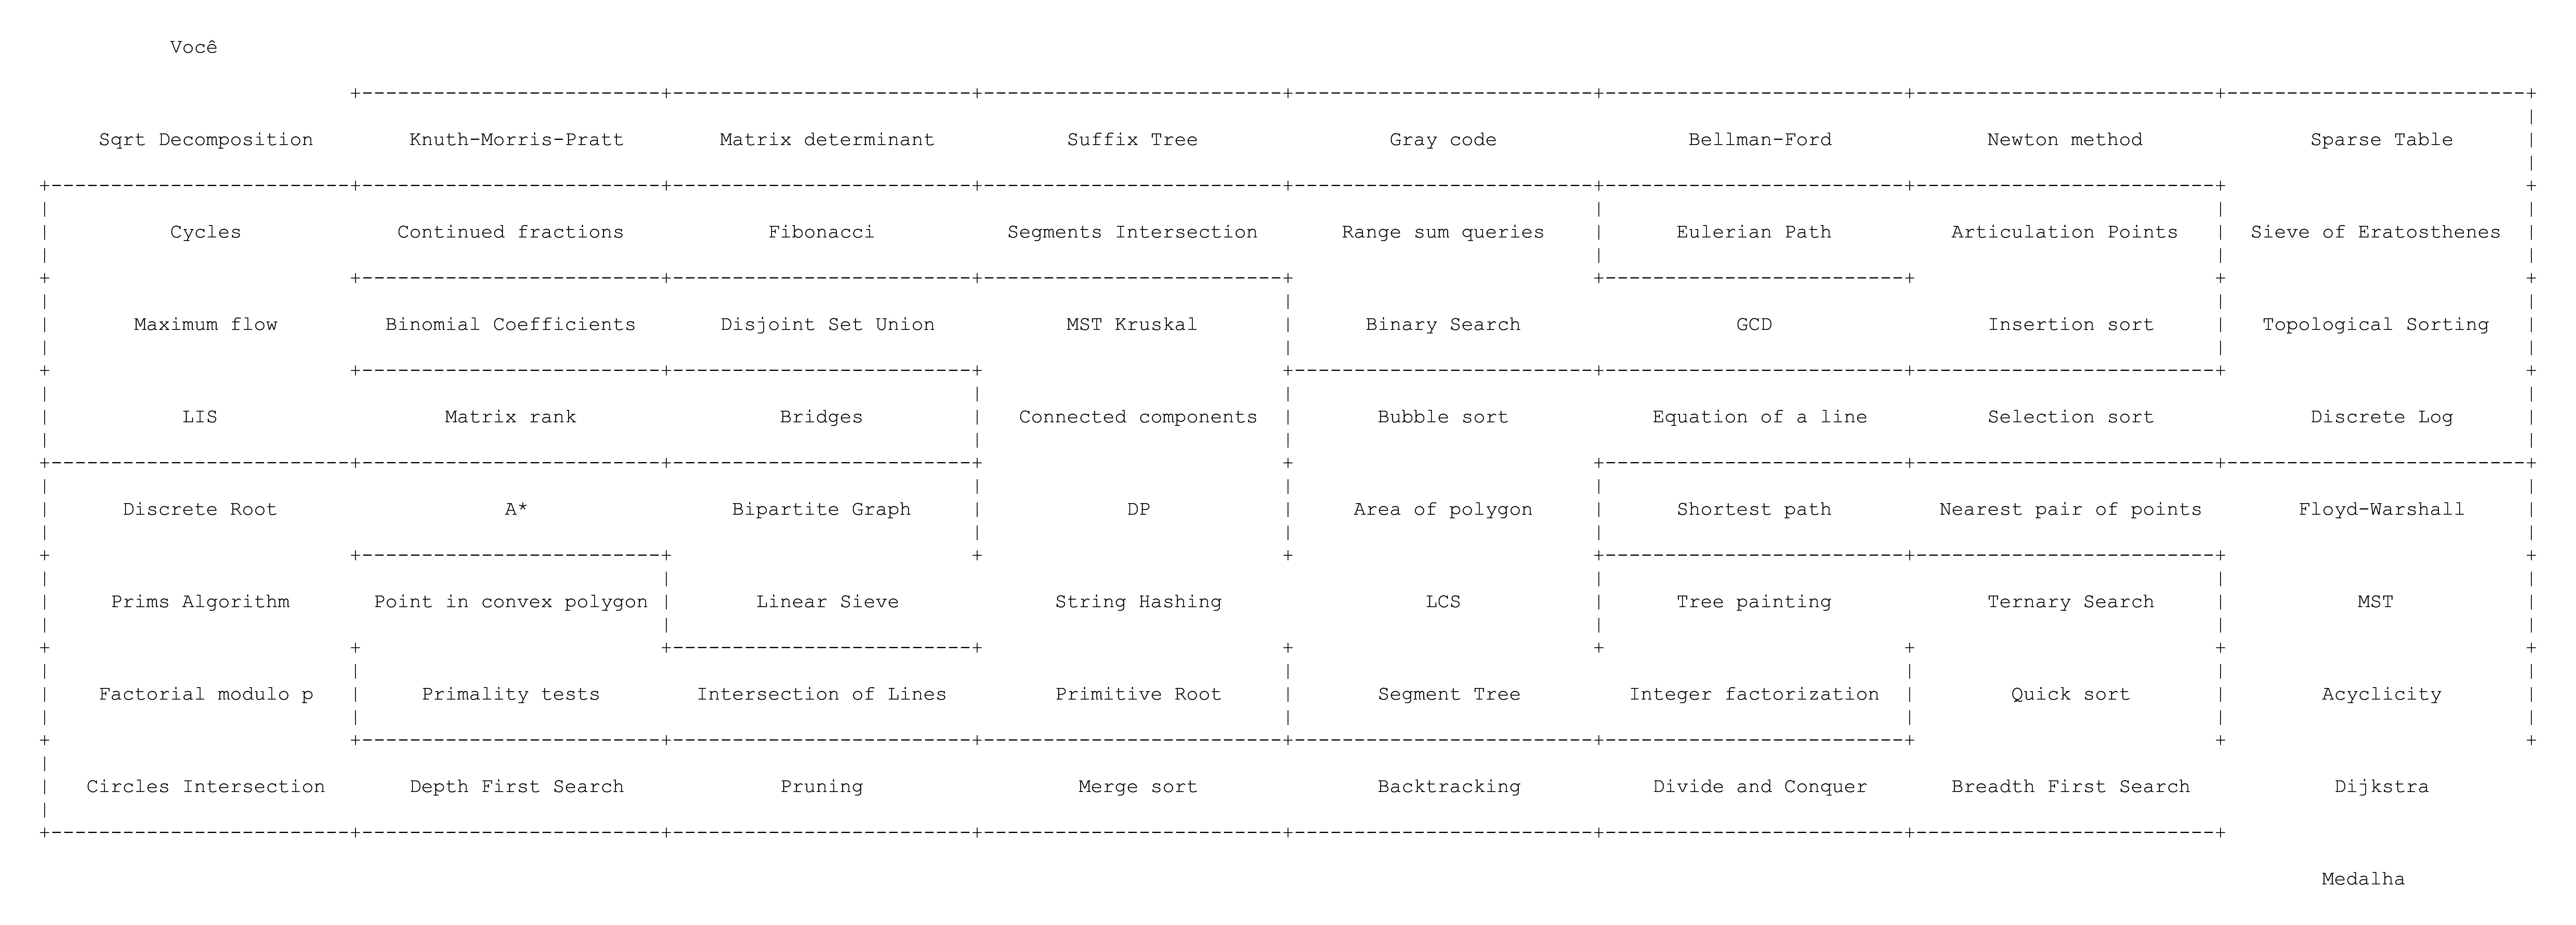 Você
Sqrt Decomposition Knuth-Morris-Pratt Matrix determinant Suffix Tree Gray code Bellman-Ford Newton method Sparse Table
Cycles Continued fractions Fibonacci Segments Intersection Range sum queries Eulerian Path Articulation Points Sieve of Eratosthenes
Maximum flow Binomial Coefficients Disjoint Set Union MST Kruskal Binary Search GCD Insertion sort Topological Sorting
LIS Matrix rank Bridges Connected components Bubble sort Equation of a line Selection sort Discrete Log
Discrete Root A* Bipartite Graph DP Area of polygon Shortest path Nearest pair of points Floyd-Warshall
Prims Algorithm Point in convex polygon Linear Sieve String Hashing LCS Tree painting Ternary Search MST
Factorial modulo p Primality tests Intersection of Lines Primitive Root Segment Tree Integer factorization Quick sort Acyclicity
Circles Intersection Depth First Search Pruning Merge sort Backtracking Divide and Conquer Breadth First Search Dijkstra
Medalha